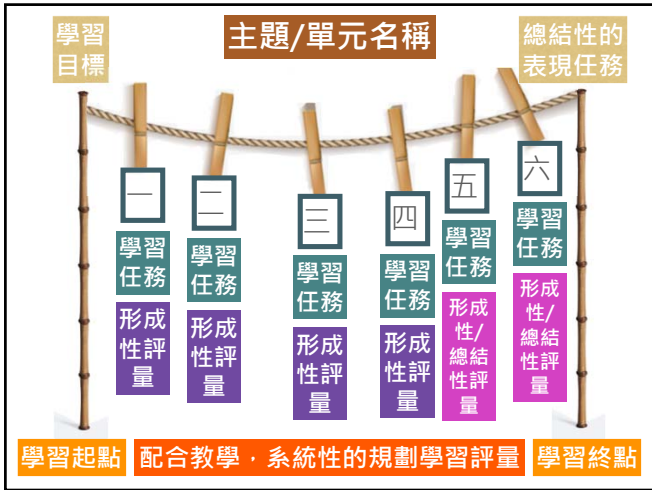 學習
目標
主題/單元名稱
總結性的
表現任務
一
學習
任務
形成
性評
量
二
學習
任務
形成
性評
量
三
學習
任務
形成
性評
量
四
學習
任務
形成
性評
量
五
學習
任務
形成
性/
總結
性評
量
六
學習
任務
形成
性/
總結
性評
量
學習起點
配合教學，系統性的規劃學習評量
學習終點